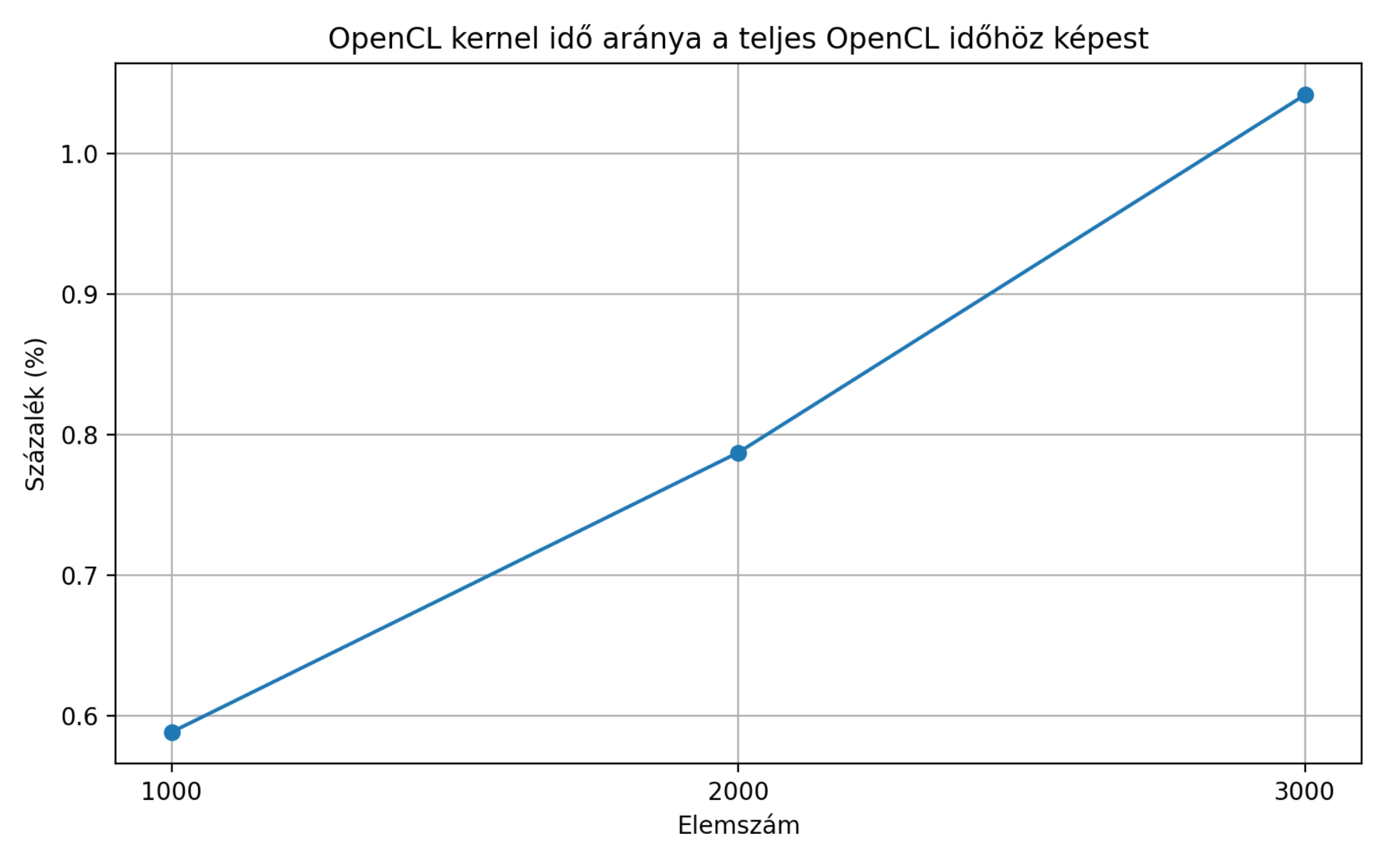 OpenCL kernel idő aránya a teljes OpenCL időhöz képest
1.0
0.9
0.8
0.7
0.6
Százalék (%)
1000 2000 3000
Elemszám